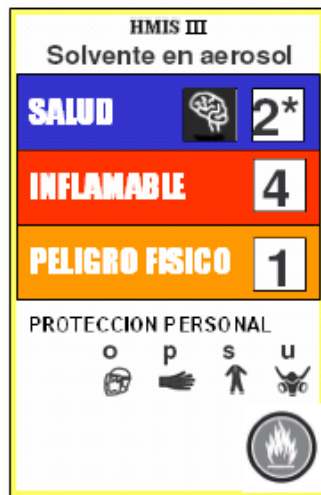 HMIS III
Solvente en aerosol
SALUD 2*
INFLAMABLE 4
PELIGRO FISICO 1
PROTECCION PERSONAL
o p s u